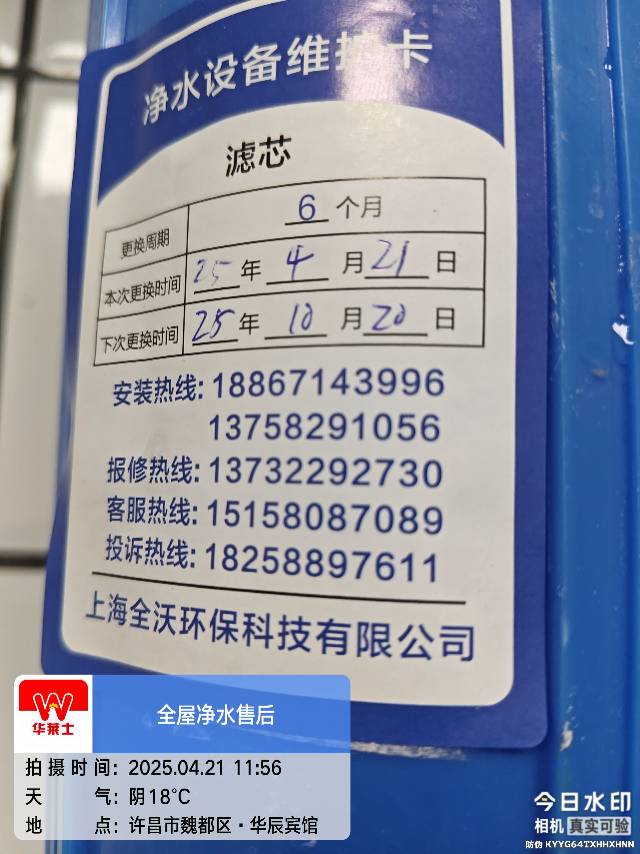 净水设备维护卡
滤芯
更换周期 6 个月
本次更换时间 25 年 4 月 21 日
下次更换时间 25 年 10 月 20 日
安装热线: 18867143996
13758291056
报修热线: 13732292730
客服热线: 15158087089
投诉热线: 18258897611
上海全沃环保科技有限公司
华莱士
全屋净水售后
拍摄时间: 2025.04.21 11:56
天气: 阴18°C
地点: 许昌市魏都区·华辰宾馆
今日水印
相机 真实可验
防伪 KYYG64TXHHXHNN